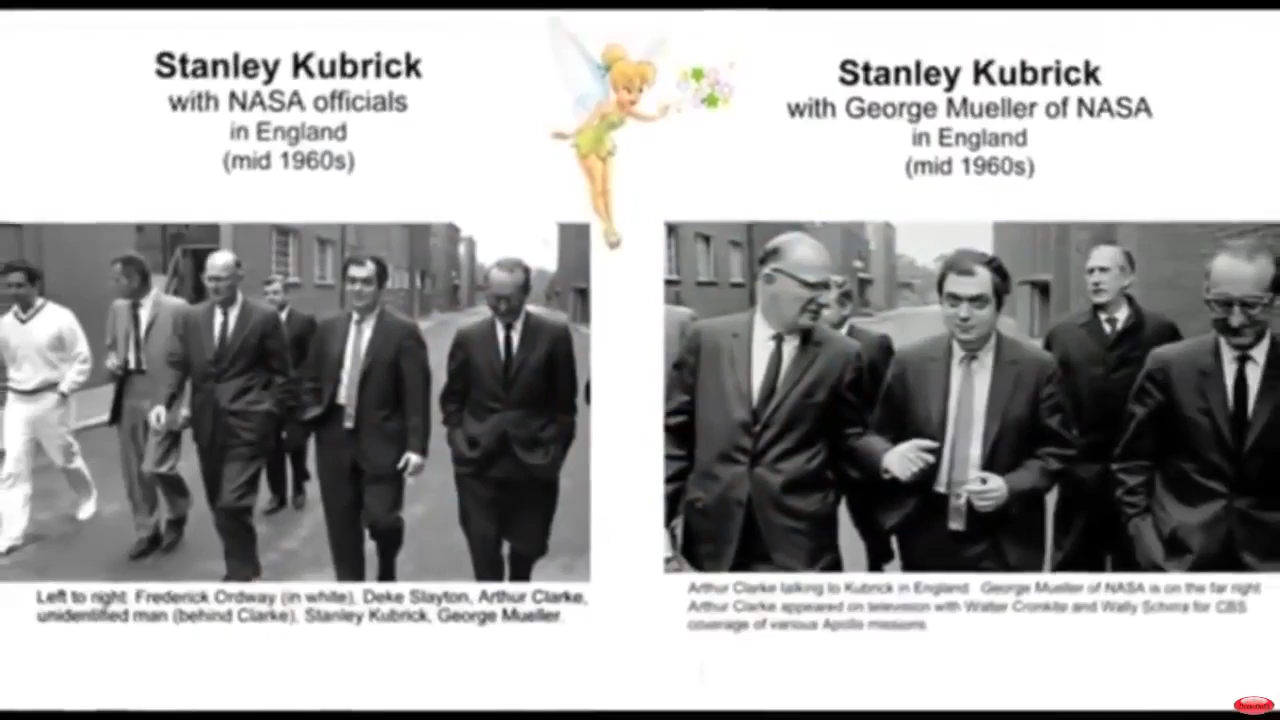 Stanley Kubrick
with NASA officials
in England
(mid 1960s)
Left to right: Frederick Ordway (in white), Deke Slayton, Arthur Clarke,
unidentified man (behind Clarke), Stanley Kubrick, George Mueller.
Stanley Kubrick
with George Mueller of NASA
in England
(mid 1960s)
Arthur Clarke talking to Kubrick in England. George Mueller of NASA is on the far right.
Arthur Clarke appeared on television with Walter Cronkite and Wally Schirra for CBS
coverage of various Apollo missions.